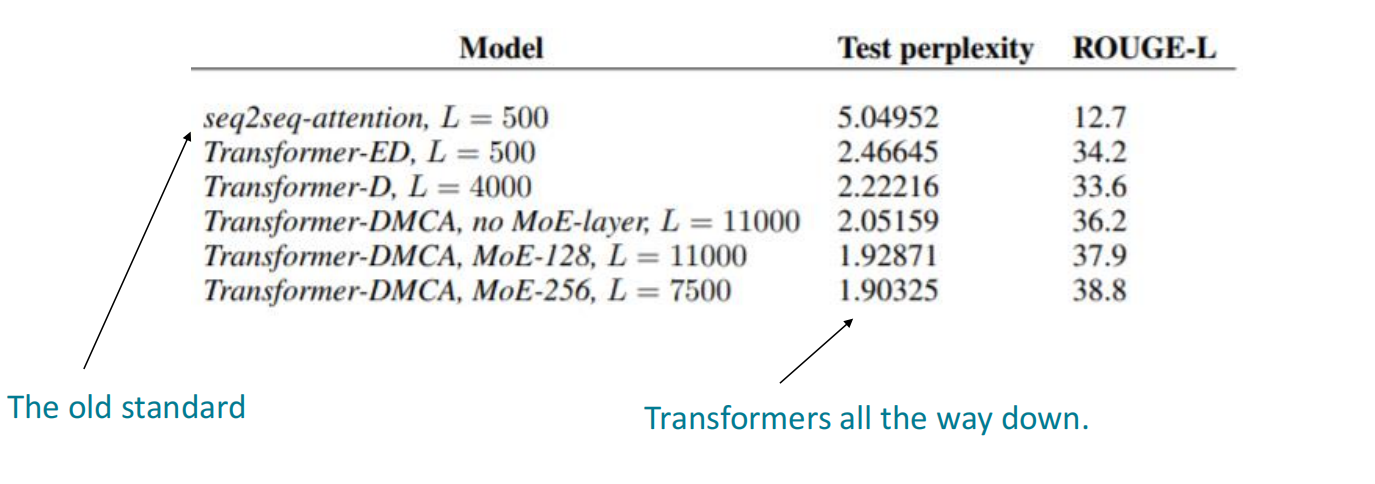 Model Test perplexity ROUGE-L
seq2seq-attention, L = 500 5.04952 12.7
Transformer-ED, L = 500 2.46645 34.2
Transformer-D, L = 4000 2.22216 33.6
Transformer-DMCA, no MoE-layer, L = 11000 2.05159 36.2
Transformer-DMCA, MoE-128, L = 11000 1.92871 37.9
Transformer-DMCA, MoE-256, L = 7500 1.90325 38.8
The old standard
Transformers all the way down.